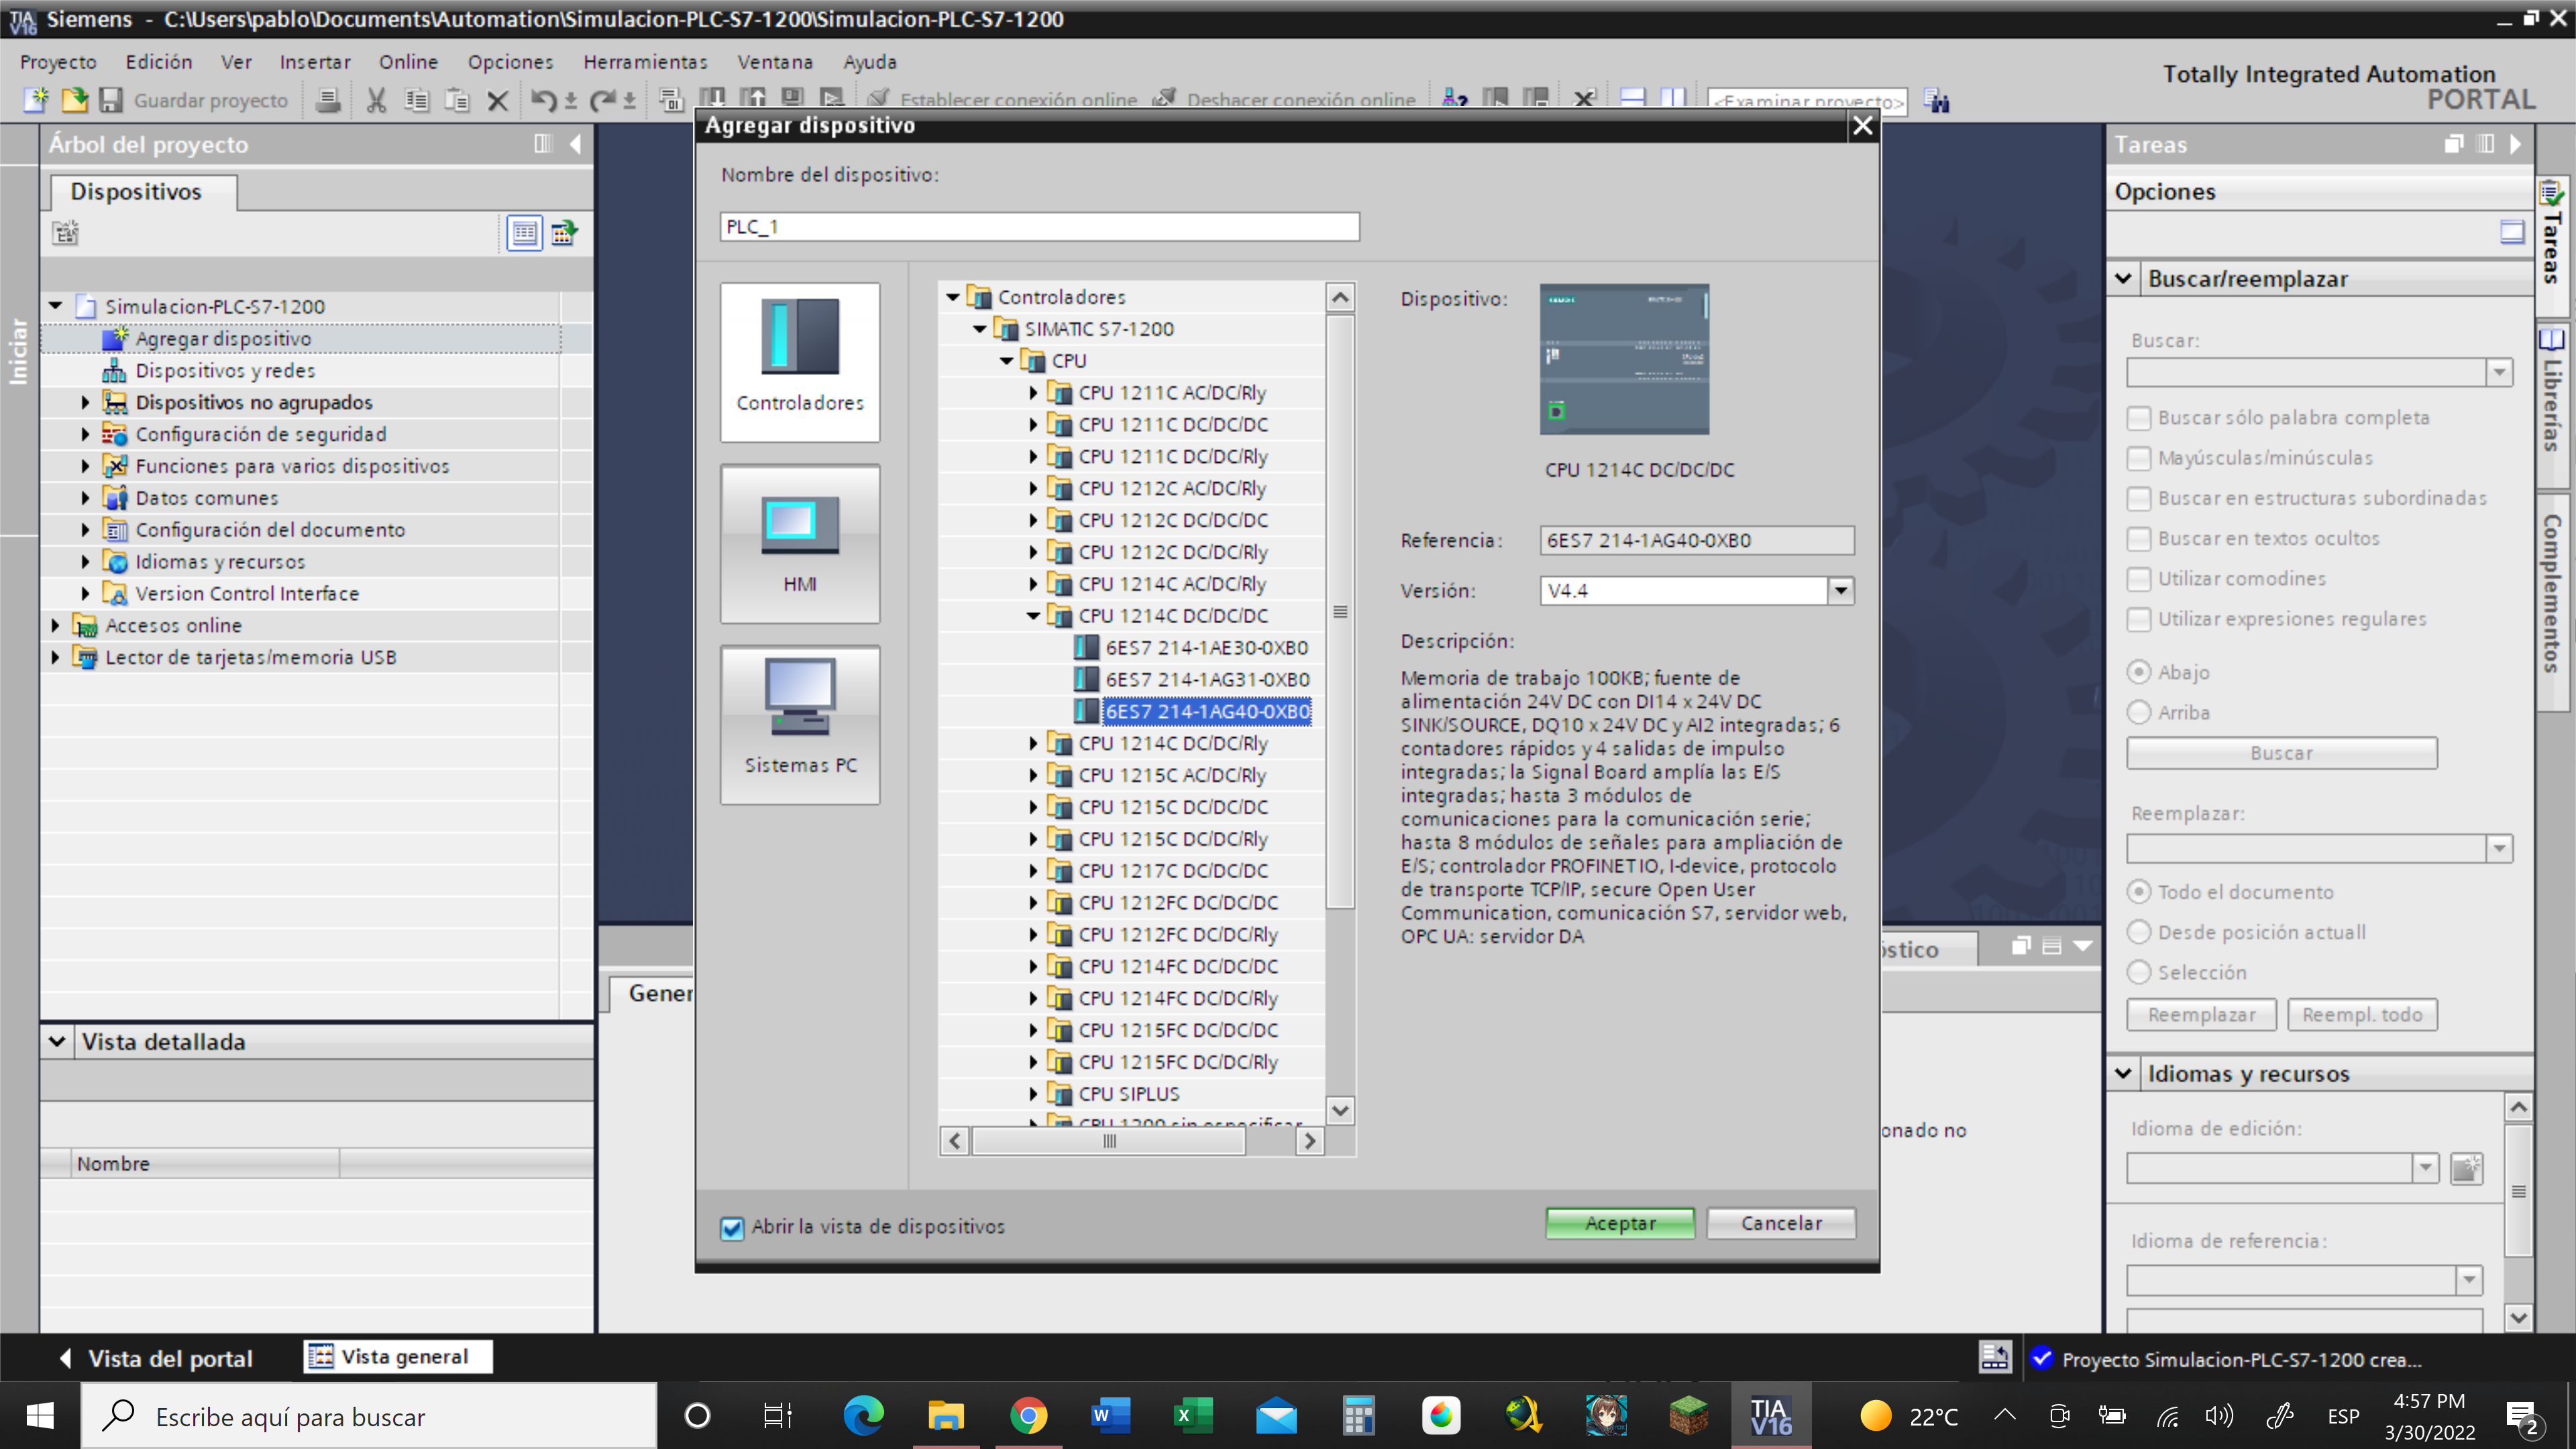 TIA V16 Siemens - C:\Users\pablo\Documents\Automation\Simulacion-PLC-S7-1200\Simulacion-PLC-S7-1200
Proyecto Edición Ver Insertar Online Opciones Herramientas Ventana Ayuda
Guardar proyecto
Establecer conexión online
Deshacer conexión online
<Examinar proyecto>
Totally Integrated Automation
PORTAL
Iniciar
Árbol del proyecto
Dispositivos
Simulacion-PLC-S7-1200
Agregar dispositivo
Dispositivos y redes
Dispositivos no agrupados
Configuración de seguridad
Funciones para varios dispositivos
Datos comunes
Configuración del documento
Idiomas y recursos
Version Control Interface
Accesos online
Lector de tarjetas/memoria USB
Vista detallada
Nombre
Gener
Agregar dispositivo
Nombre del dispositivo:
PLC_1
Controladores
HMI
Sistemas PC
Controladores
SIMATIC S7-1200
CPU
CPU 1211C AC/DC/Rly
CPU 1211C DC/DC/DC
CPU 1211C DC/DC/Rly
CPU 1212C AC/DC/Rly
CPU 1212C DC/DC/DC
CPU 1212C DC/DC/Rly
CPU 1214C AC/DC/Rly
CPU 1214C DC/DC/DC
6ES7 214-1AE30-0XB0
6ES7 214-1AG31-0XB0
6ES7 214-1AG40-0XB0
CPU 1214C DC/DC/Rly
CPU 1215C AC/DC/Rly
CPU 1215C DC/DC/DC
CPU 1215C DC/DC/Rly
CPU 1217C DC/DC/DC
CPU 1212FC DC/DC/DC
CPU 1212FC DC/DC/Rly
CPU 1214FC DC/DC/DC
CPU 1214FC DC/DC/Rly
CPU 1215FC DC/DC/DC
CPU 1215FC DC/DC/Rly
CPU SIPLUS
CPU 1200 sin especificar
Dispositivo:
CPU 1214C DC/DC/DC
Referencia: 6ES7 214-1AG40-0XB0
Versión: V4.4
Descripción:
Memoria de trabajo 100KB; fuente de
alimentación 24V DC con DI14 x 24V DC
SINK/SOURCE, DQ10 x 24V DC y AI2 integradas; 6
contadores rápidos y 4 salidas de impulso
integradas; la Signal Board amplía las E/S
integradas; hasta 3 módulos de
comunicaciones para la comunicación serie;
hasta 8 módulos de señales para ampliación de
E/S; controlador PROFINET IO, I-device, protocolo
de transporte TCP/IP, secure Open User
Communication, comunicación S7, servidor web,
OPC UA: servidor DA
Abrir la vista de dispositivos
Aceptar
Cancelar
óstico
onado no
Tareas
Opciones
Buscar/reemplazar
Buscar:
Buscar sólo palabra completa
Mayúsculas/minúsculas
Buscar en estructuras subordinadas
Buscar en textos ocultos
Utilizar comodines
Utilizar expresiones regulares
Abajo
Arriba
Buscar
Reemplazar:
Todo el documento
Desde posición actuall
Selección
Reemplazar
Reempl. todo
Idiomas y recursos
Idioma de edición:
Idioma de referencia:
Tareas
Librerías
Complementos
Vista del portal
Vista general
Proyecto Simulacion-PLC-S7-1200 crea...
Escribe aquí para buscar
TIA V16
22°C
ESP
4:57 PM
3/30/2022
2